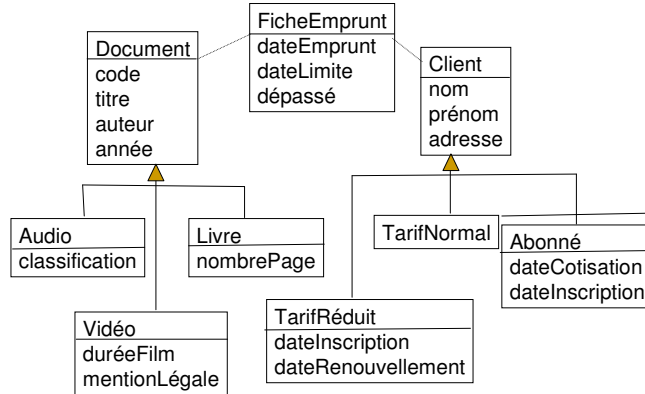 FicheEmprunt
dateEmprunt
dateLimite
dépassé
Document
code
titre
auteur
année
Client
nom
prénom
adresse
Audio
classification
Livre
nombrePage
TarifNormal
Abonné
dateCotisation
dateInscription
Vidéo
duréeFilm
mentionLégale
TarifRéduit
dateInscription
dateRenouvellement